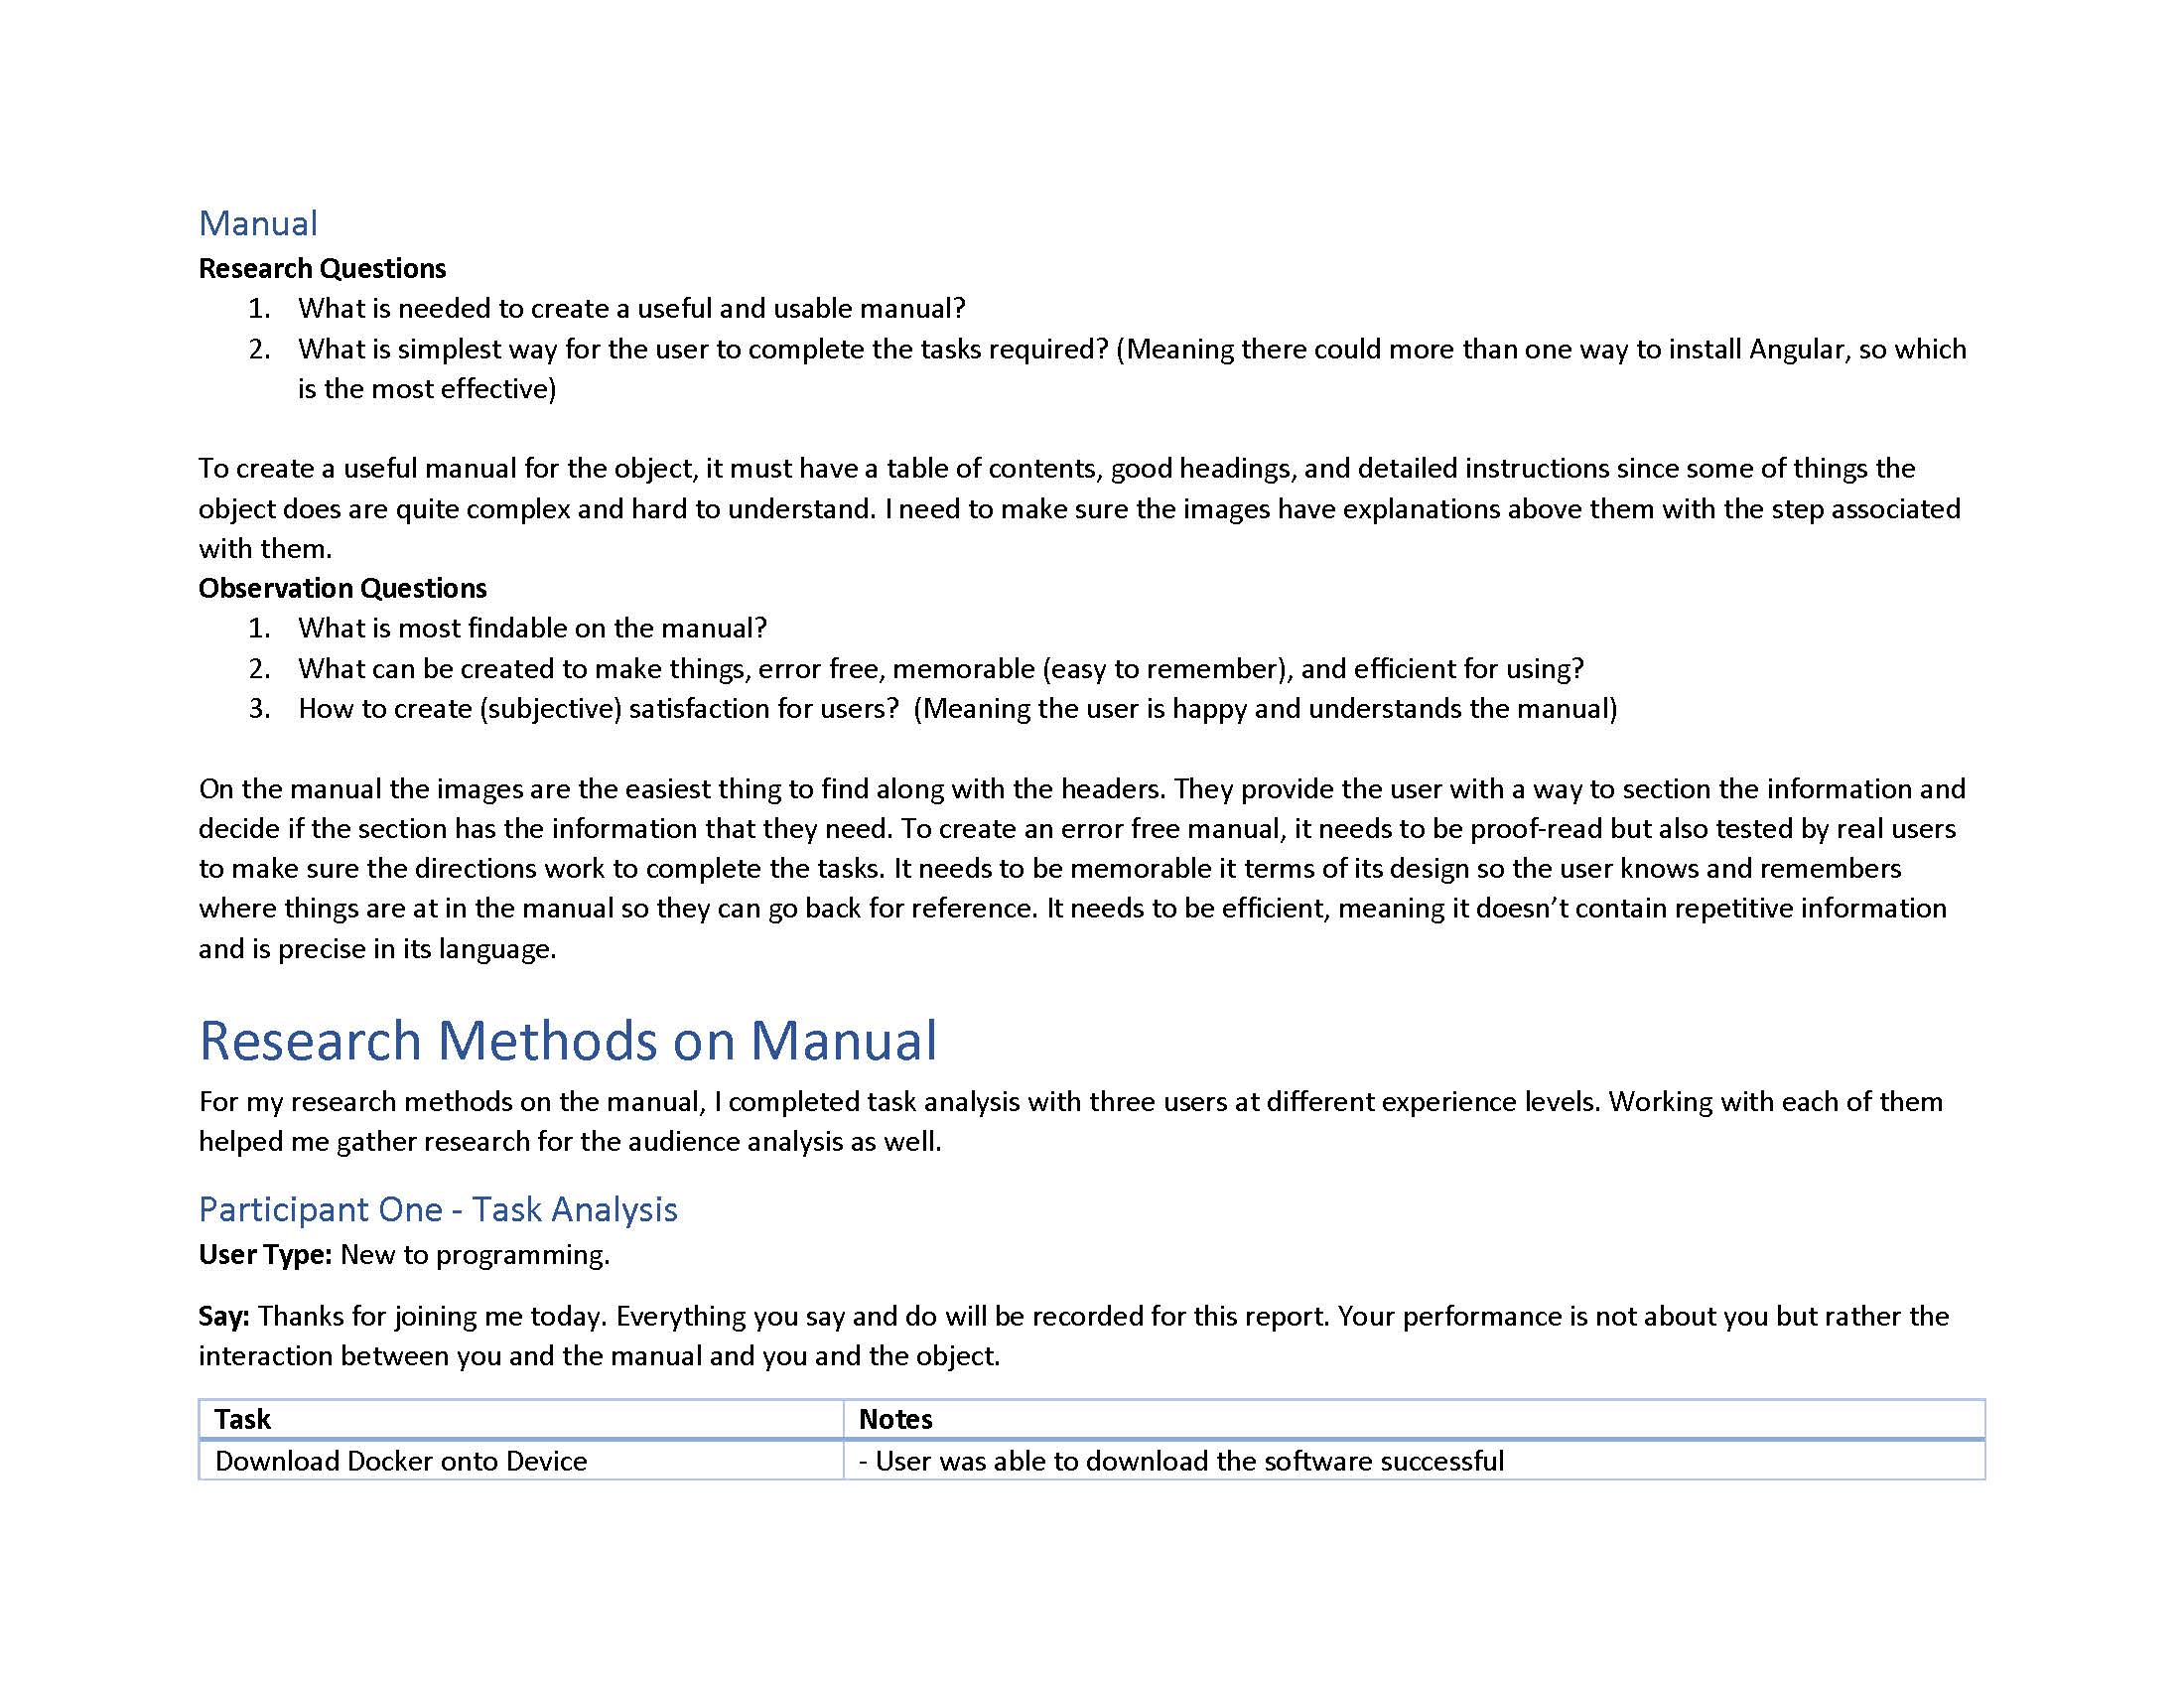 Manual
Research Questions
1. What is needed to create a useful and usable manual?
2. What is simplest way for the user to complete the tasks required? (Meaning there could more than one way to install Angular, so which
is the most effective)
To create a useful manual for the object, it must have a table of contents, good headings, and detailed instructions since some of things the
object does are quite complex and hard to understand. I need to make sure the images have explanations above them with the step associated
with them.
Observation Questions
1. What is most findable on the manual?
2. What can be created to make things, error free, memorable (easy to remember), and efficient for using?
3. How to create (subjective) satisfaction for users?  (Meaning the user is happy and understands the manual)
On the manual the images are the easiest thing to find along with the headers. They provide the user with a way to section the information and
decide if the section has the information that they need. To create an error free manual, it needs to be proof-read but also tested by real users
to make sure the directions work to complete the tasks. It needs to be memorable it terms of its design so the user knows and remembers
where things are at in the manual so they can go back for reference. It needs to be efficient, meaning it doesn’t contain repetitive information
and is precise in its language.
Research Methods on Manual
For my research methods on the manual, I completed task analysis with three users at different experience levels. Working with each of them
helped me gather research for the audience analysis as well.
Participant One - Task Analysis
User Type: New to programming.
Say: Thanks for joining me today. Everything you say and do will be recorded for this report. Your performance is not about you but rather the
interaction between you and the manual and you and the object.
Task Notes
Download Docker onto Device - User was able to download the software successful